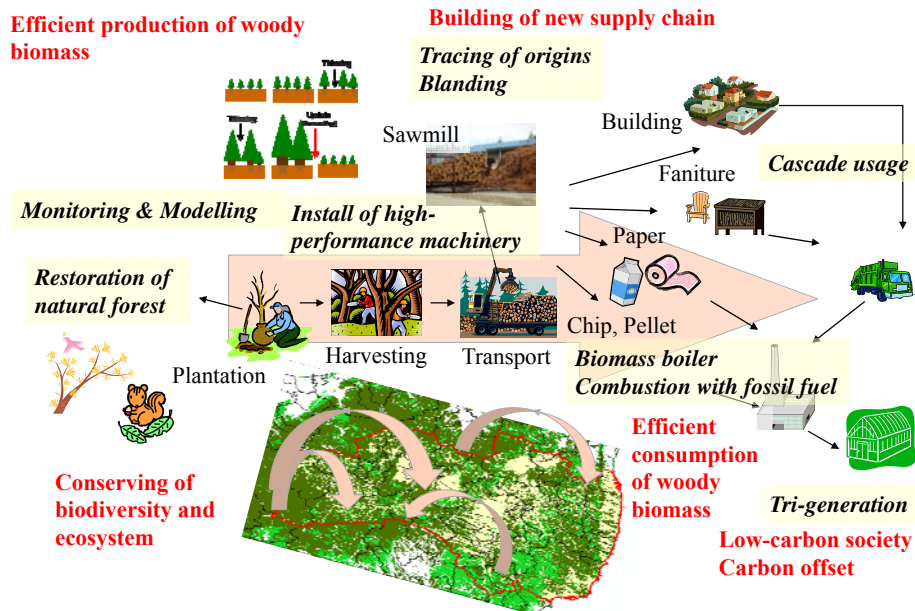 Efficient production of woody
biomass
Building of new supply chain
Tracing of origins
Blanding
Thinning
Thinning
Sawmill
Building
Cascade usage
Faniture
Monitoring & Modelling
Install of high-
performance machinery
Paper
Restoration of
natural forest
Chip, Pellet
Plantation
Harvesting
Transport
Biomass boiler
Combustion with fossil fuel
Efficient
consumption
of woody
biomass
Conserving of
biodiversity and
ecosystem
Tri-generation
Low-carbon society
Carbon offset